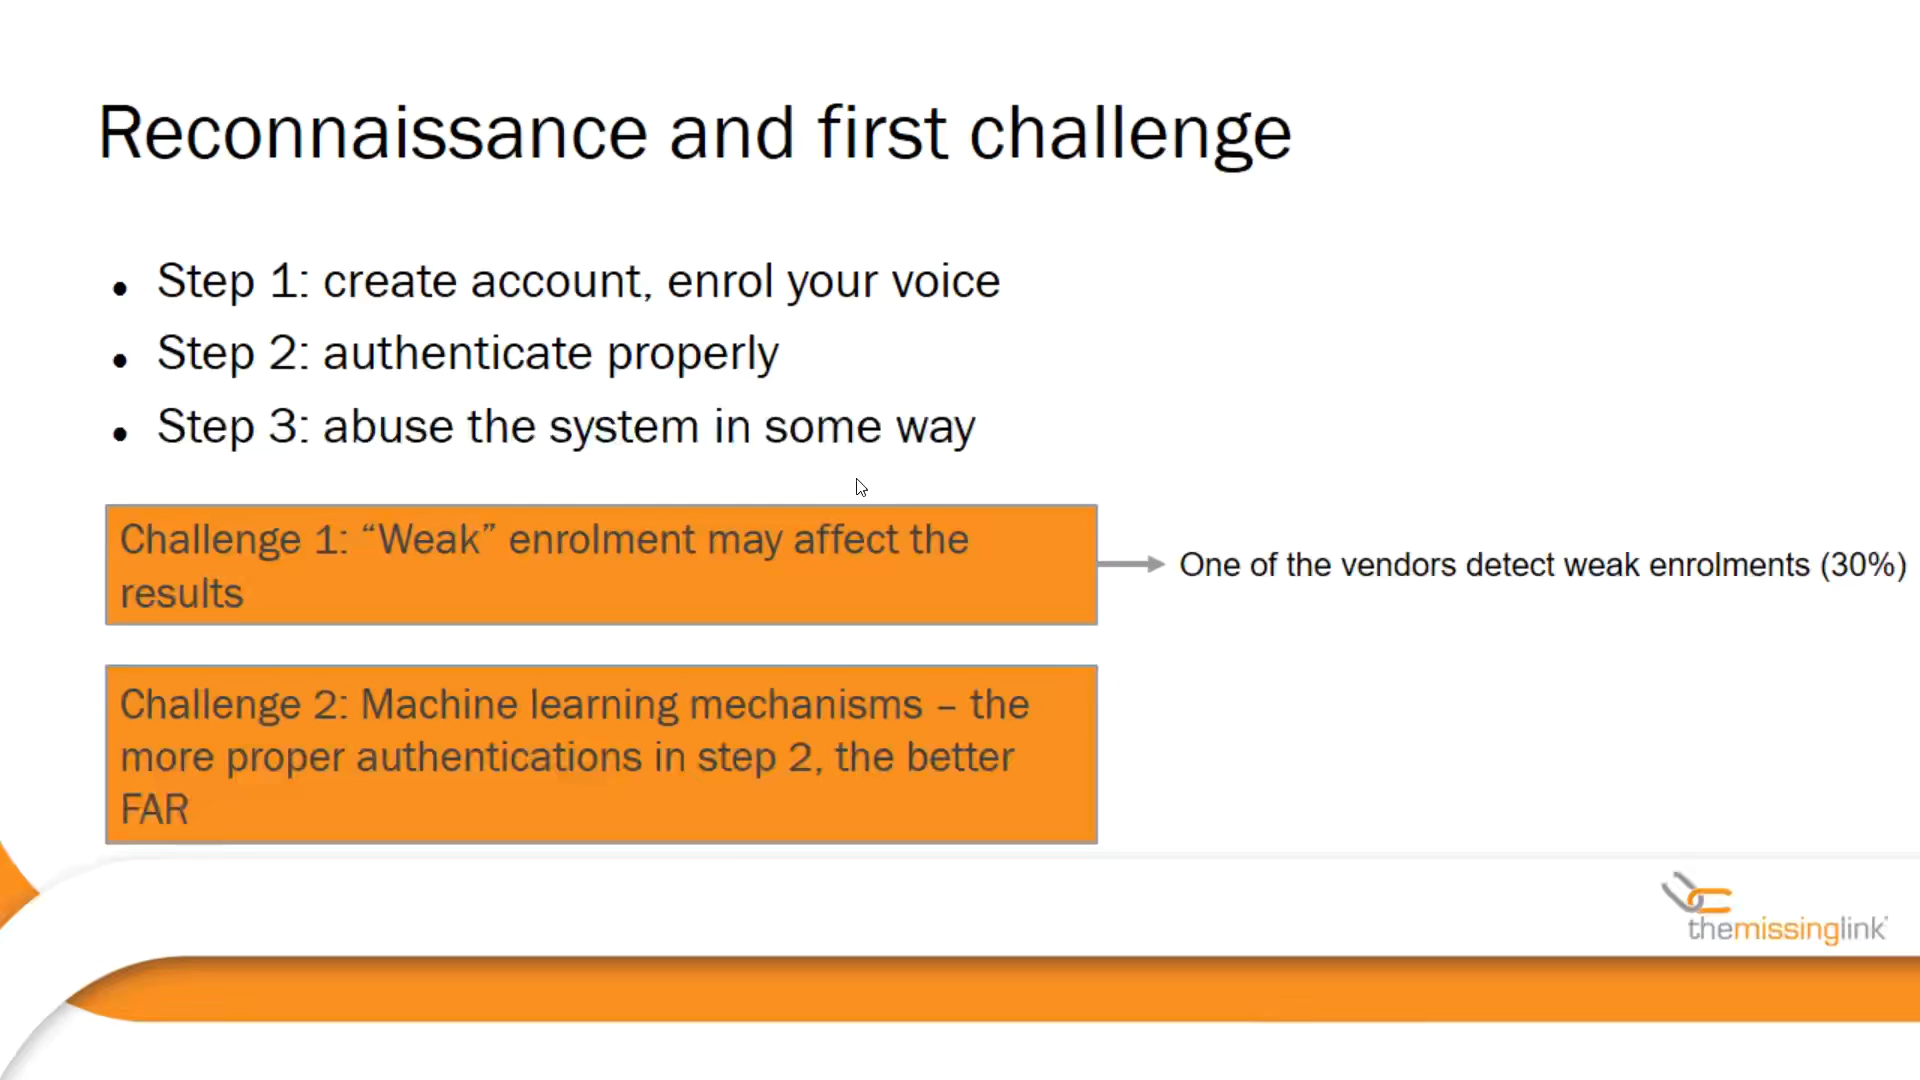 Reconnaissance and first challenge
• Step 1: create account, enrol your voice
• Step 2: authenticate properly
• Step 3: abuse the system in some way
Challenge 1: “Weak” enrolment may affect the
results
One of the vendors detect weak enrolments (30%)
Challenge 2: Machine learning mechanisms – the
more proper authentications in step 2, the better
FAR
themissinglink